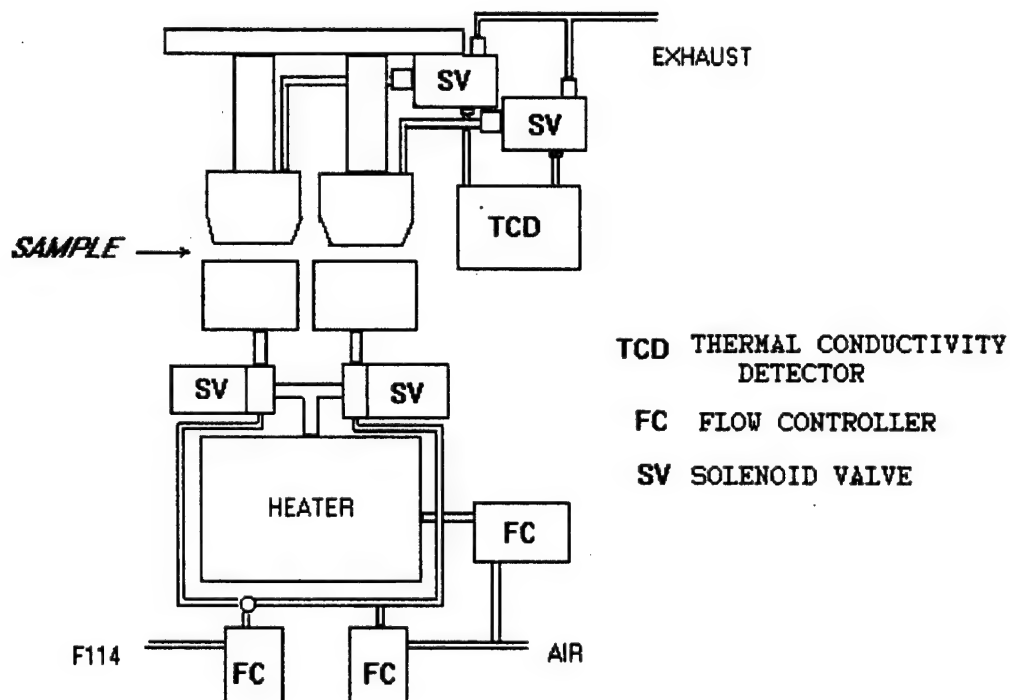 EXHAUST
SV
SV
TCD
SAMPLE
TCD THERMAL CONDUCTIVITY
DETECTOR
SV
SV
FC FLOW CONTROLLER
SV SOLENOID VALVE
HEATER
FC
F114
FC
FC
AIR